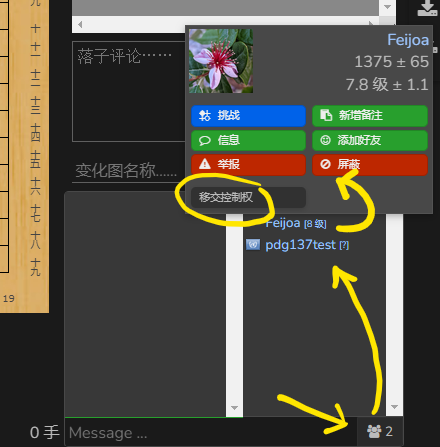 九
十
十一
十二
十三
十四
十五
十六
十七
十八
十九
19
落子评论……
Feijoa
1375 ± 65
7.8 级 ± 1.1
挑战
新增备注
信息
添加好友
举报
屏蔽
移交控制权
变化图名称……
Feijoa [8 级]
pdg137test [?]
0 手
Message ...
2